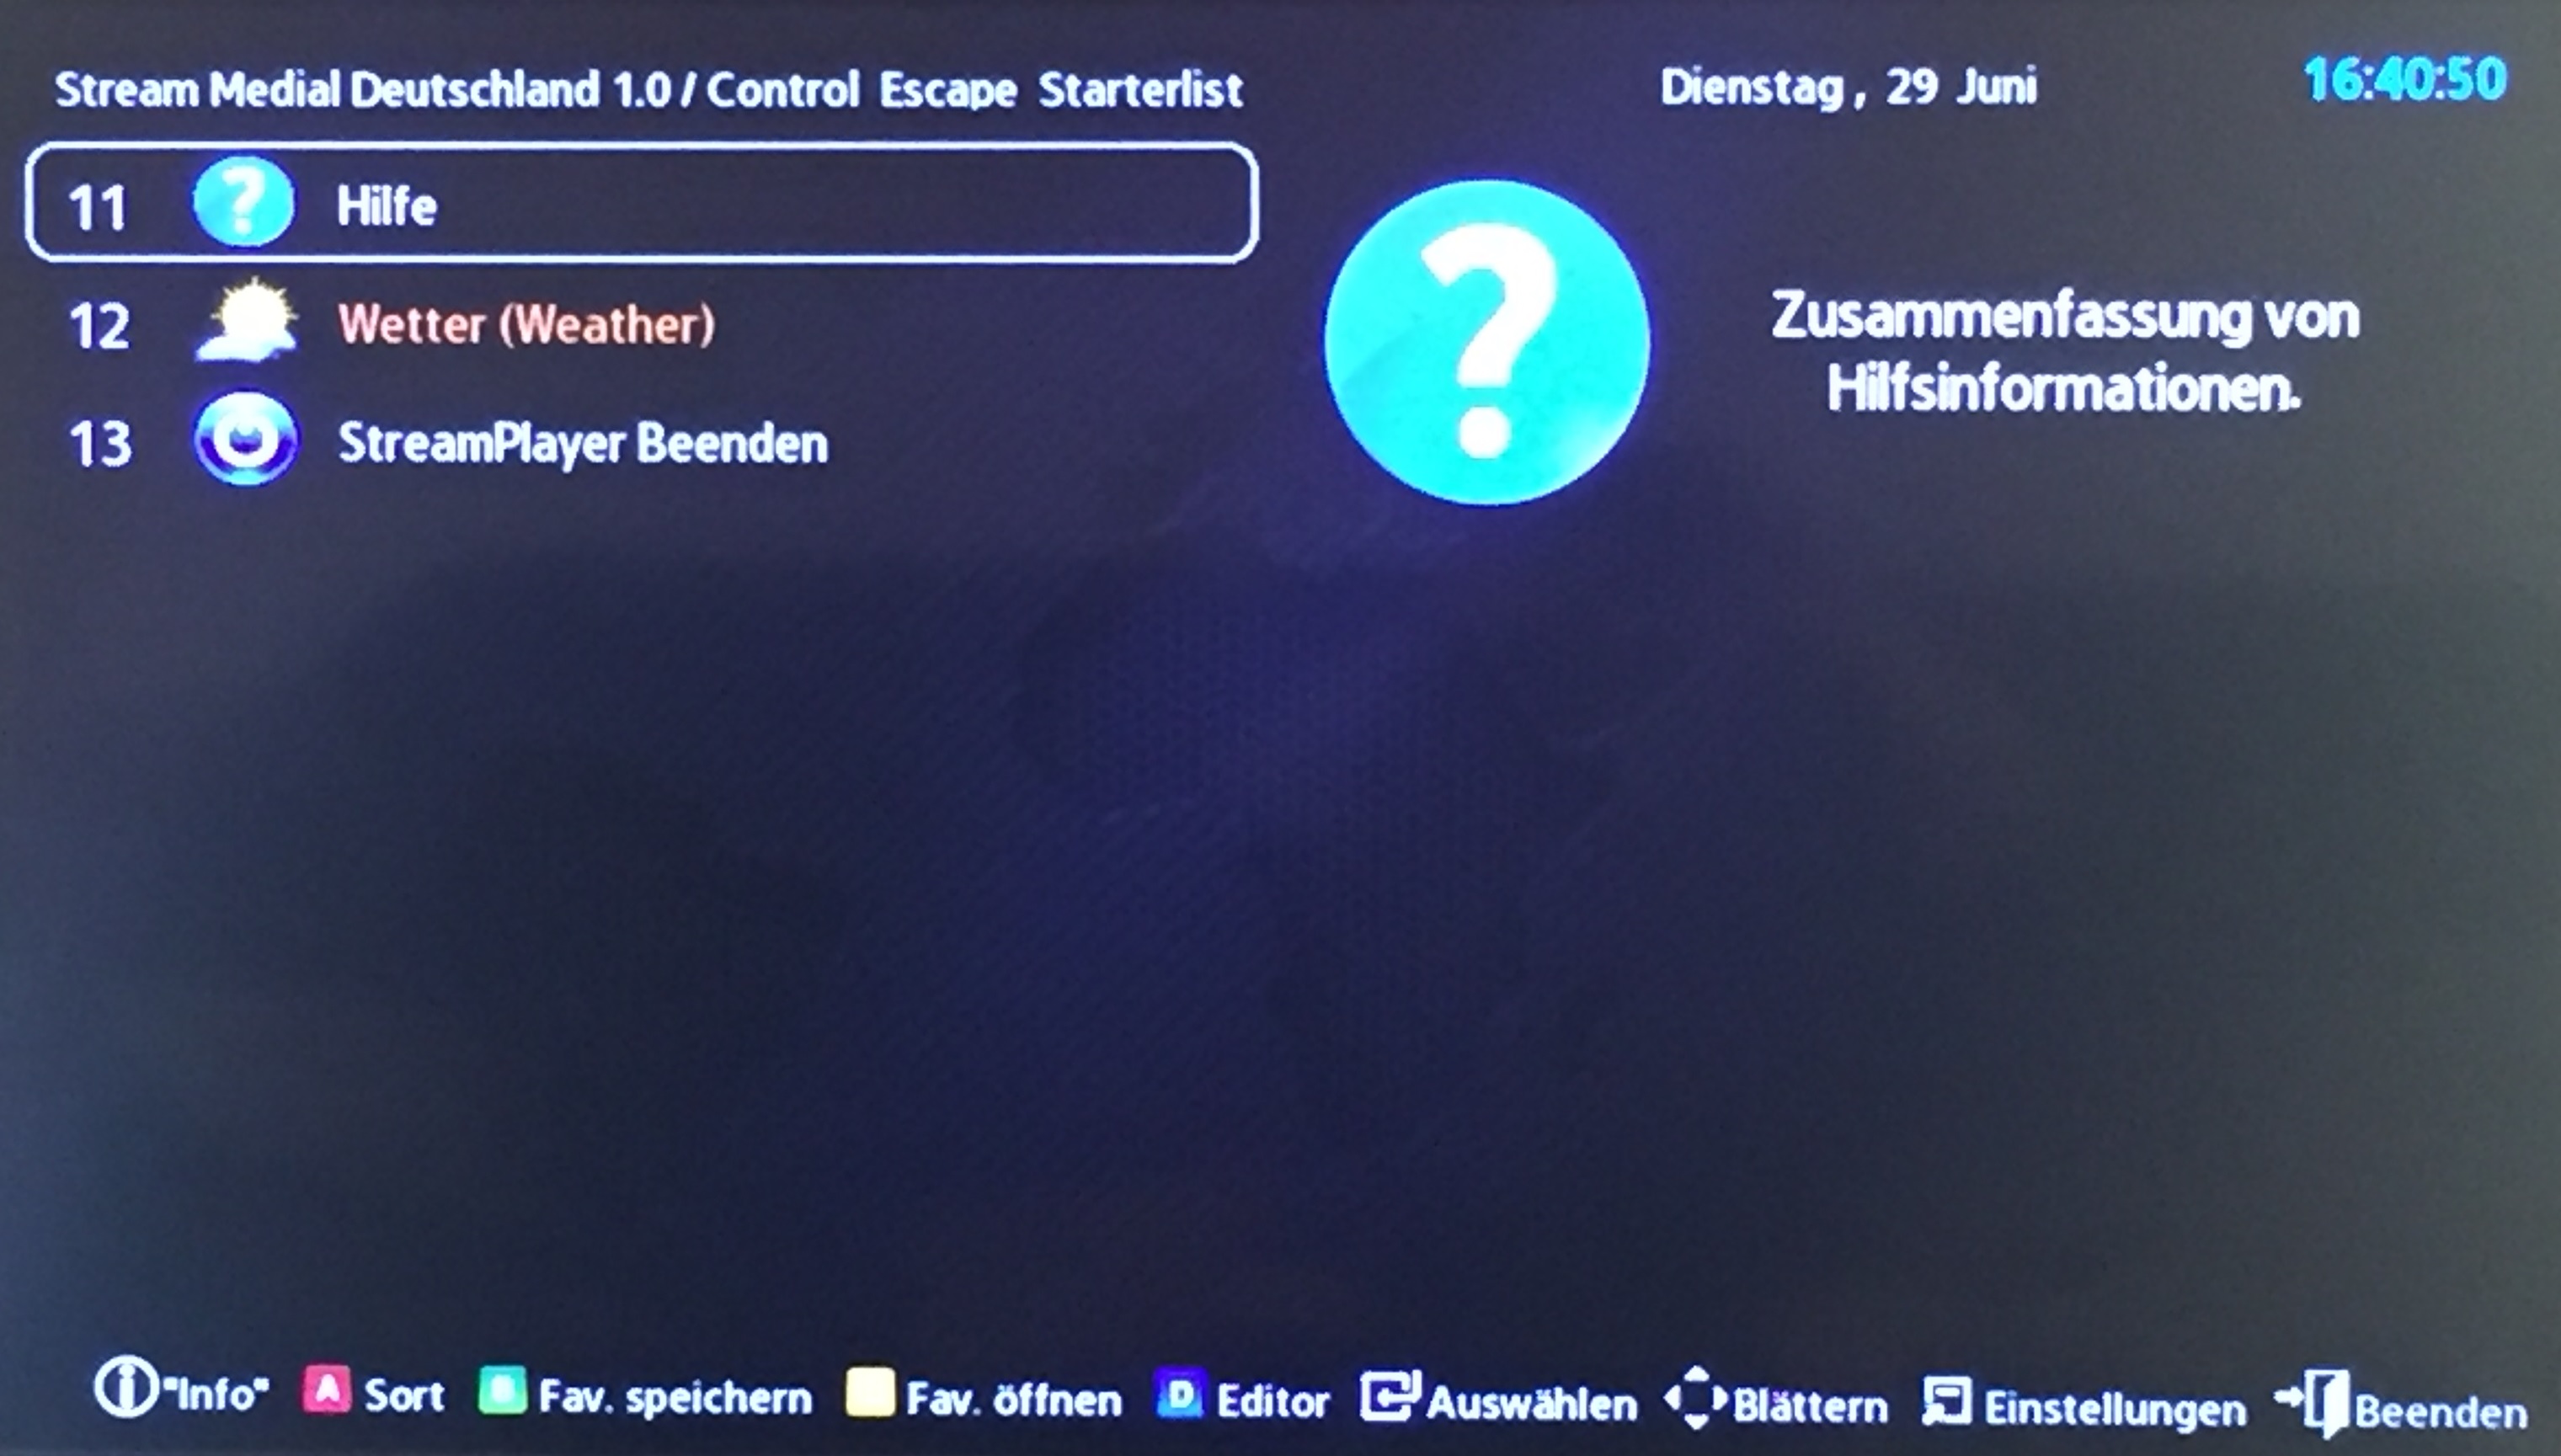 Stream Medial Deutschland 1.0 / Control Escape Starterlist
Dienstag, 29 Juni
16:40:50
11 ? Hilfe
12 Wetter (Weather)
13 StreamPlayer Beenden
?
Zusammenfassung von
Hilfsinformationen.
i "Info" A Sort B Fav. speichern Fav. öffnen D Editor Auswählen Blättern Einstellungen Beenden